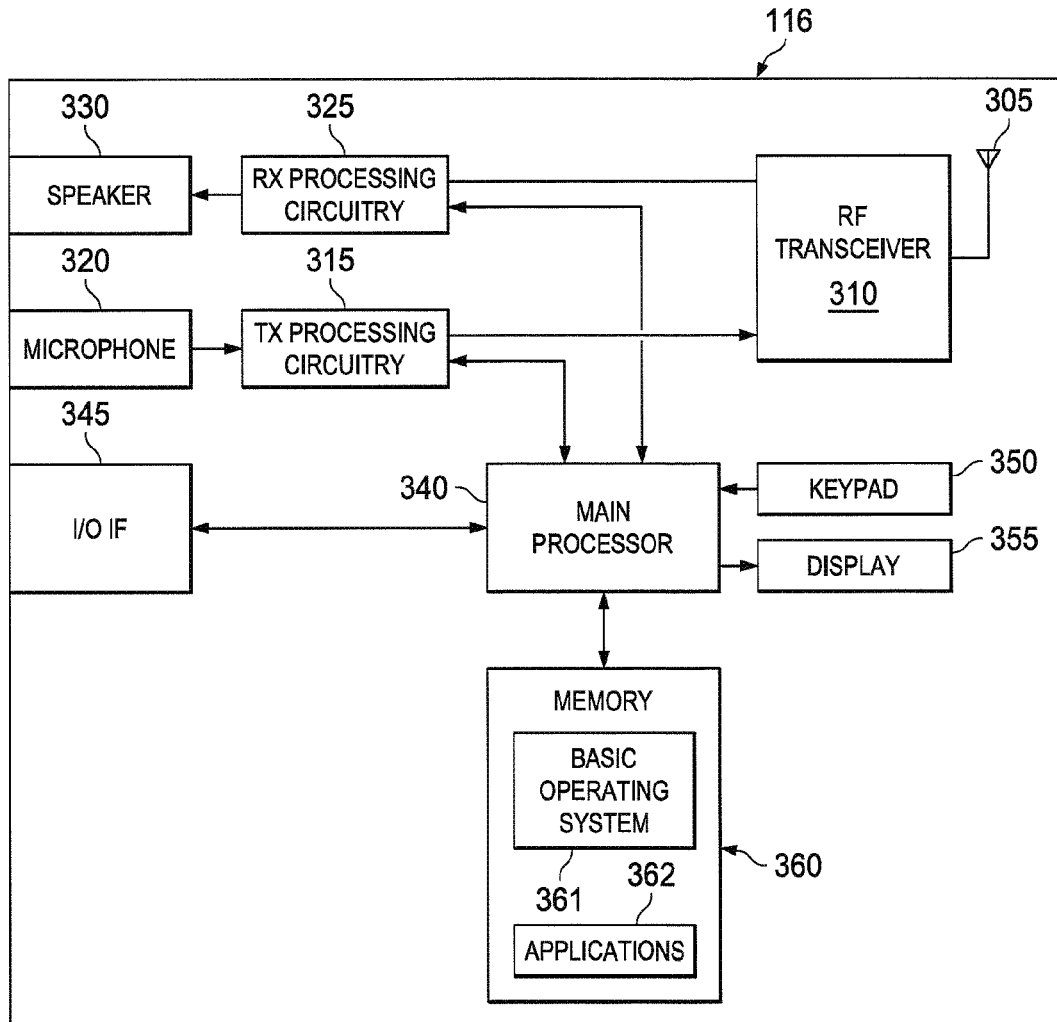 116
330
325
305
SPEAKER
RX PROCESSING
CIRCUITRY
RF
TRANSCEIVER
310
320
315
MICROPHONE
TX PROCESSING
CIRCUITRY
345
I/O IF
340
MAIN
PROCESSOR
KEYPAD
350
DISPLAY
355
MEMORY
BASIC
OPERATING
SYSTEM
361
362
APPLICATIONS
360